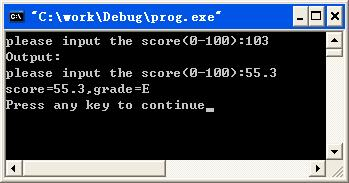 "C:\work\Debug\prog.exe"
please input the score(0-100):103
Output:
please input the score(0-100):55.3
score=55.3,grade=E
Press any key to continue_